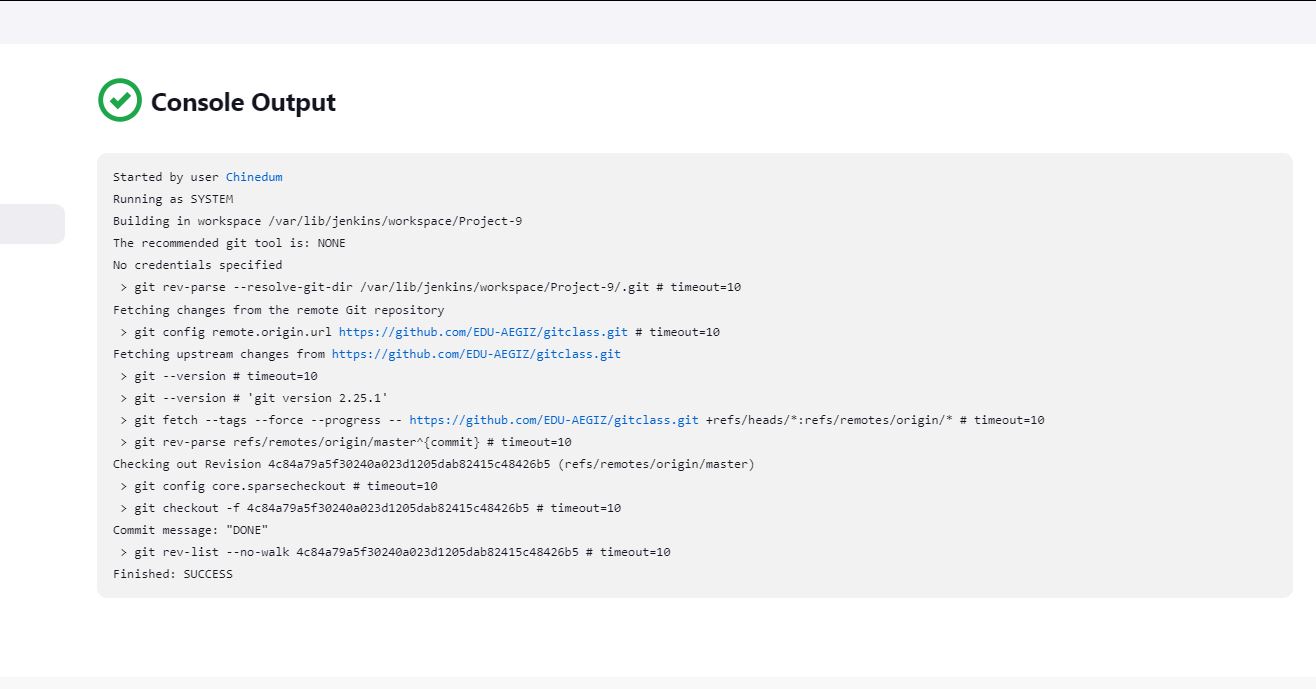 Console Output
Started by user Chinedum
Running as SYSTEM
Building in workspace /var/lib/jenkins/workspace/Project-9
The recommended git tool is: NONE
No credentials specified
 > git rev-parse --resolve-git-dir /var/lib/jenkins/workspace/Project-9/.git # timeout=10
Fetching changes from the remote Git repository
 > git config remote.origin.url https://github.com/EDU-AEGIZ/gitclass.git # timeout=10
Fetching upstream changes from https://github.com/EDU-AEGIZ/gitclass.git
 > git --version # timeout=10
 > git --version # 'git version 2.25.1'
 > git fetch --tags --force --progress -- https://github.com/EDU-AEGIZ/gitclass.git +refs/heads/*:refs/remotes/origin/* # timeout=10
 > git rev-parse refs/remotes/origin/master^{commit} # timeout=10
Checking out Revision 4c84a79a5f30240a023d1205dab82415c48426b5 (refs/remotes/origin/master)
 > git config core.sparsecheckout # timeout=10
 > git checkout -f 4c84a79a5f30240a023d1205dab82415c48426b5 # timeout=10
Commit message: "DONE"
 > git rev-list --no-walk 4c84a79a5f30240a023d1205dab82415c48426b5 # timeout=10
Finished: SUCCESS